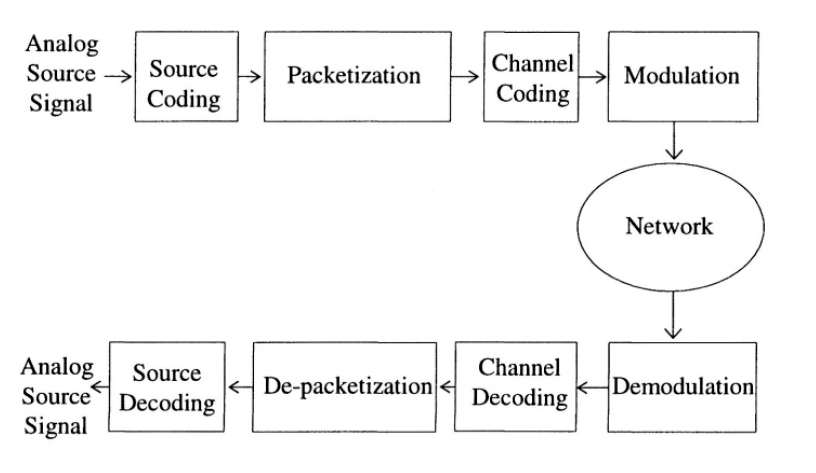 Analog
Source
Signal
Source
Coding
Packetization
Channel
Coding
Modulation
Network
Analog
Source
Signal
Source
Decoding
De-packetization
Channel
Decoding
Demodulation